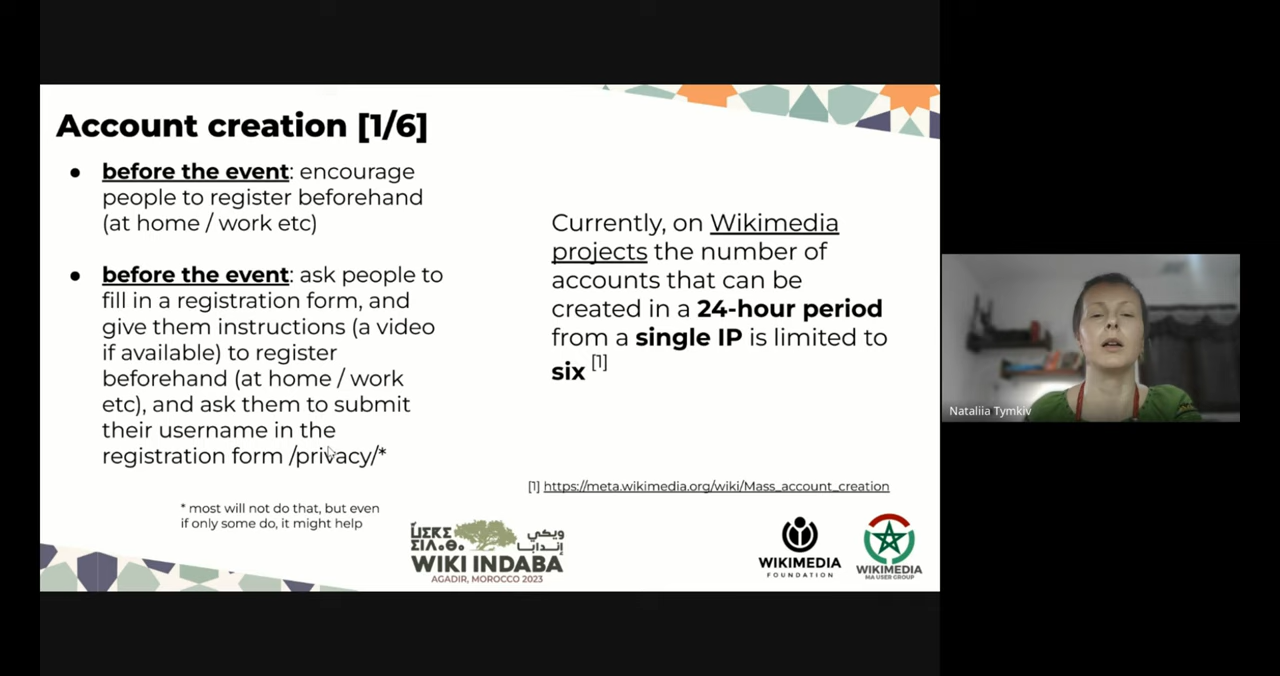 Account creation [1/6]
● before the event: encourage
people to register beforehand
(at home / work etc)
● before the event: ask people to
fill in a registration form, and
give them instructions (a video
if available) to register
beforehand (at home / work
etc), and ask them to submit
their username in the
registration form /privacy/*
* most will not do that, but even
if only some do, it might help
Currently, on Wikimedia
projects the number of
accounts that can be
created in a 24-hour period
from a single IP is limited to
six [1]
[1] https://meta.wikimedia.org/wiki/Mass_account_creation
ويكي
إندابا
WIKI INDABA
AGADIR, MOROCCO 2023
WIKIMEDIA
FOUNDATION
WIKIMEDIA
MA USER GROUP
Nataliia Tymkiv